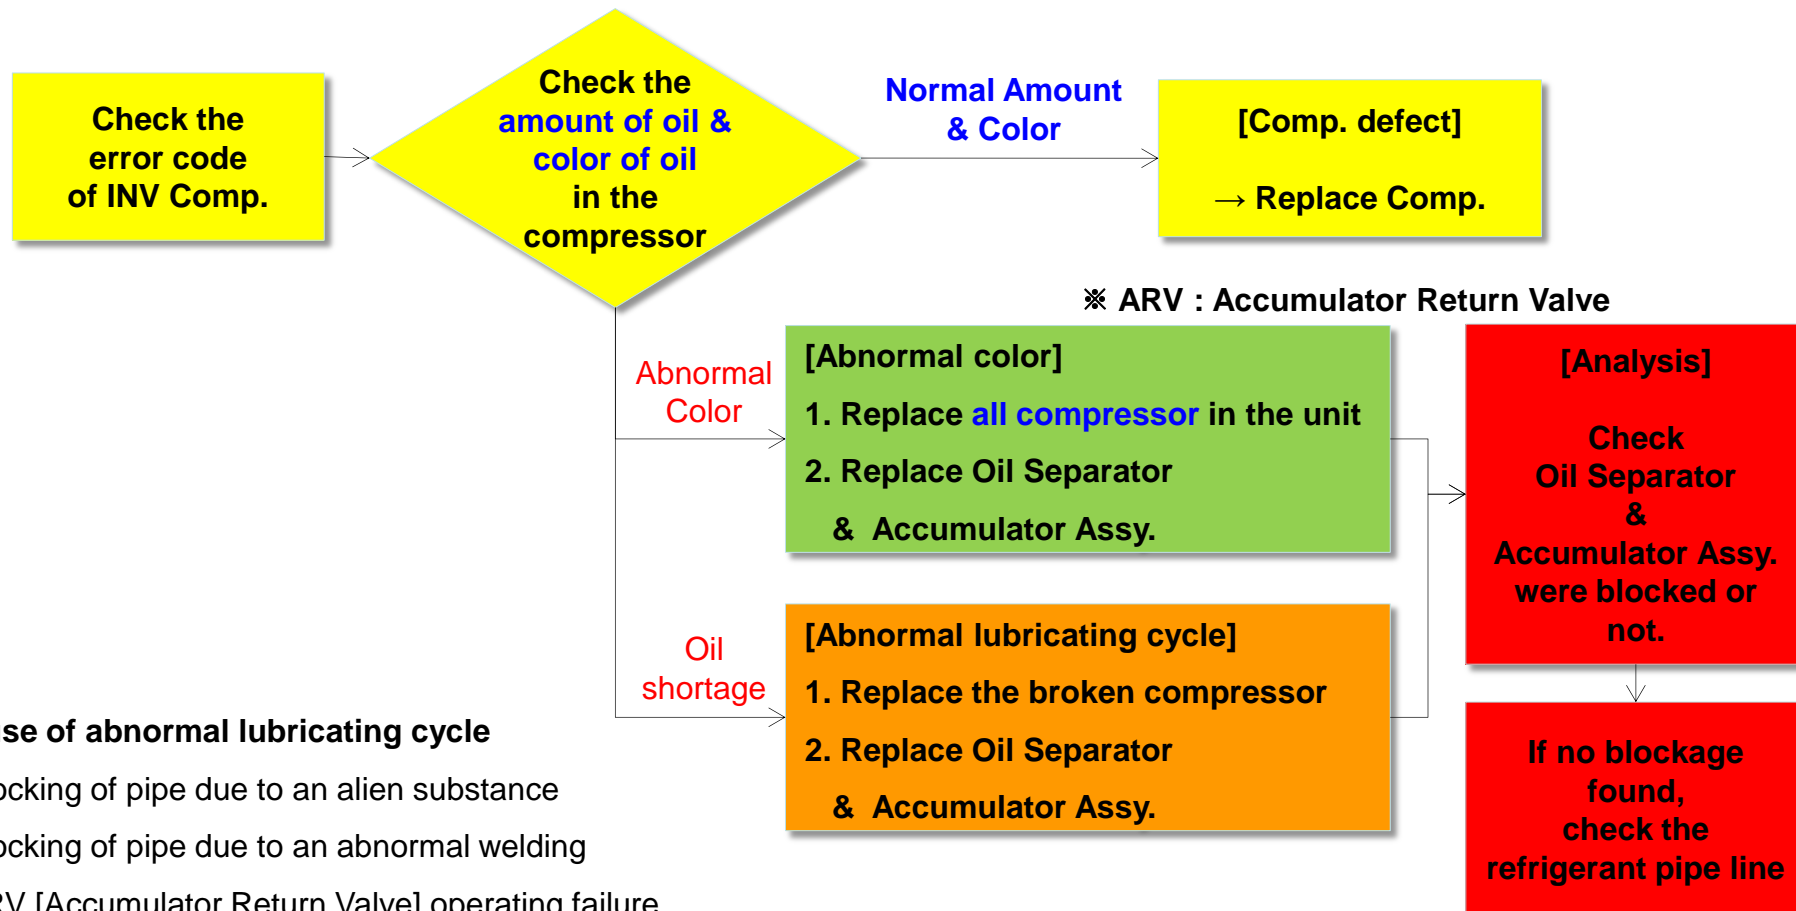 Check the
error code
of INV Comp.
Check the
amount of oil &
color of oil
in the
compressor
Normal Amount
& Color
[Comp. defect]
→ Replace Comp.
※ ARV : Accumulator Return Valve
Abnormal
Color
[Abnormal color]
1. Replace all compressor in the unit
2. Replace Oil Separator
& Accumulator Assy.
[Analysis]
Check
Oil Separator
&
Accumulator Assy.
were blocked or
not.
Oil
shortage
[Abnormal lubricating cycle]
1. Replace the broken compressor
2. Replace Oil Separator
& Accumulator Assy.
If no blockage
found,
check the
refrigerant pipe line
of abnormal lubricating cycle
of pipe due to an alien substance
of pipe due to an abnormal welding
[Accumulator Return Valve] operating failure